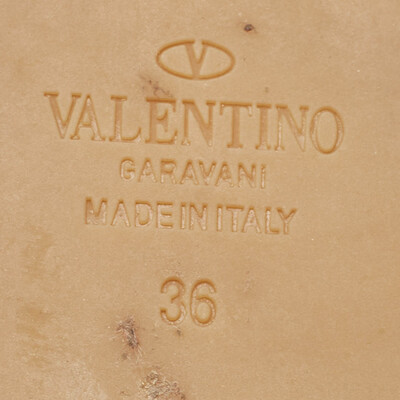 V
VALENTINO
GARAVANI
MADE IN ITALY
36